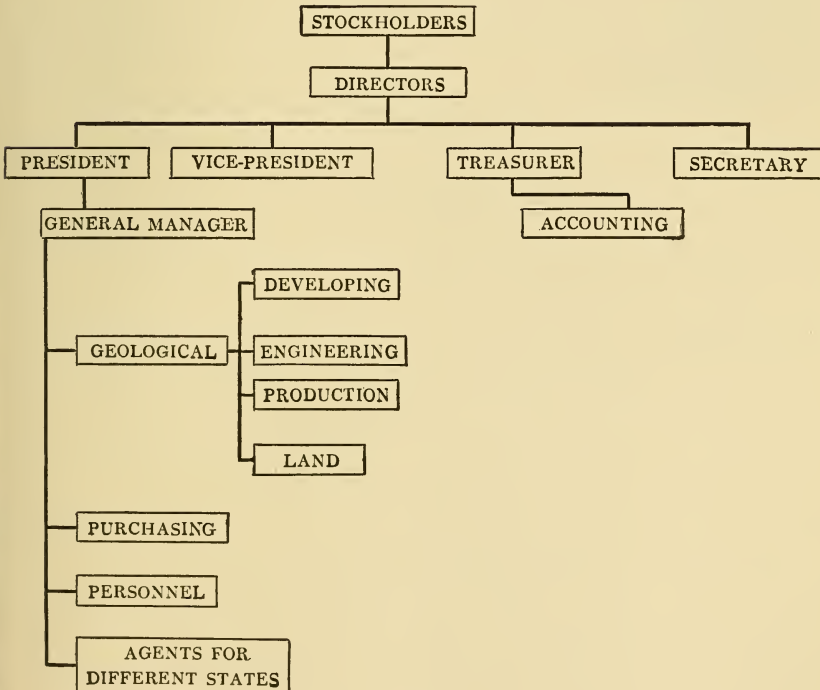 STOCKHOLDERS
DIRECTORS
PRESIDENT
VICE-PRESIDENT
TREASURER
SECRETARY
GENERAL MANAGER
ACCOUNTING
DEVELOPING
GEOLOGICAL
ENGINEERING
PRODUCTION
LAND
PURCHASING
PERSONNEL
AGENTS FOR
DIFFERENT STATES